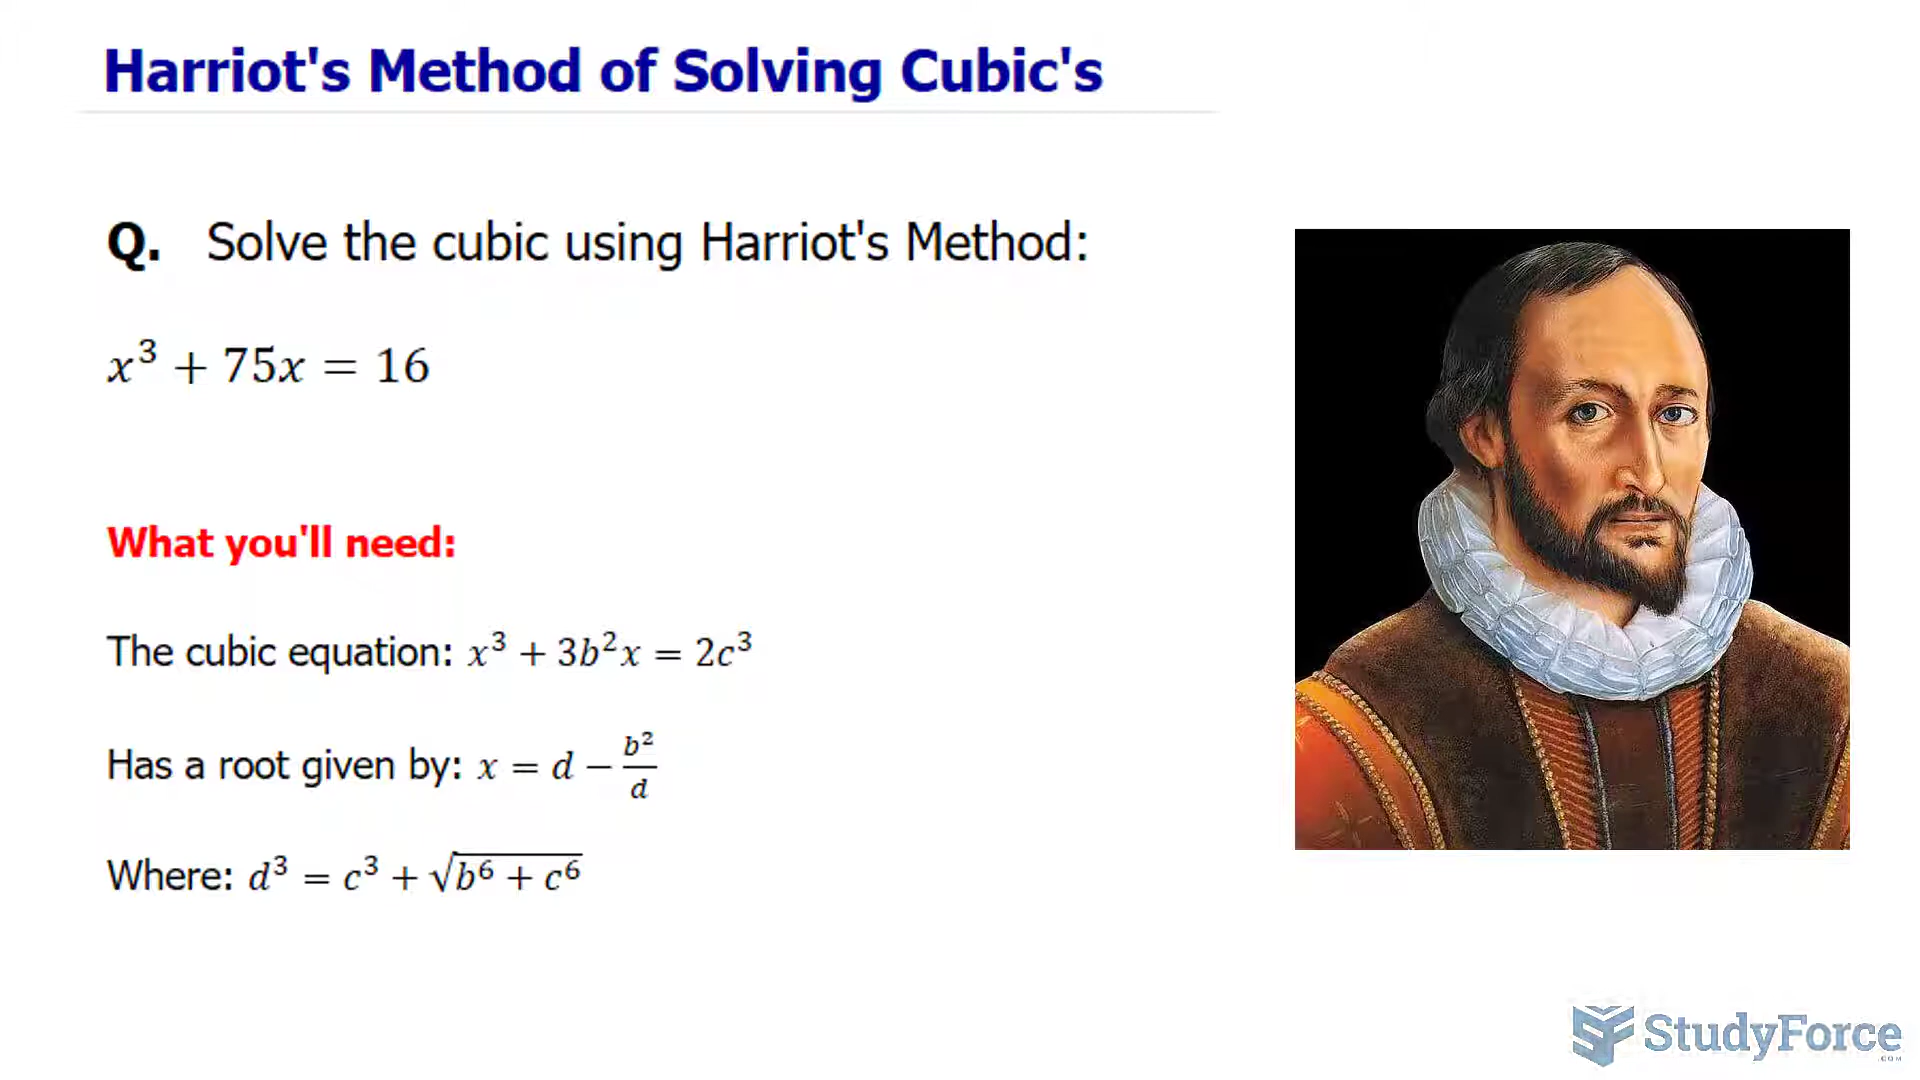 Harriot's Method of Solving Cubic's
Q. Solve the cubic using Harriot's Method:
x³ + 75x = 16
What you'll need:
The cubic equation: x³ + 3b²x = 2c³
Has a root given by: x = d − b²/d
Where: d³ = c³ + √(b⁶ + c⁶)
StudyForce
.COM